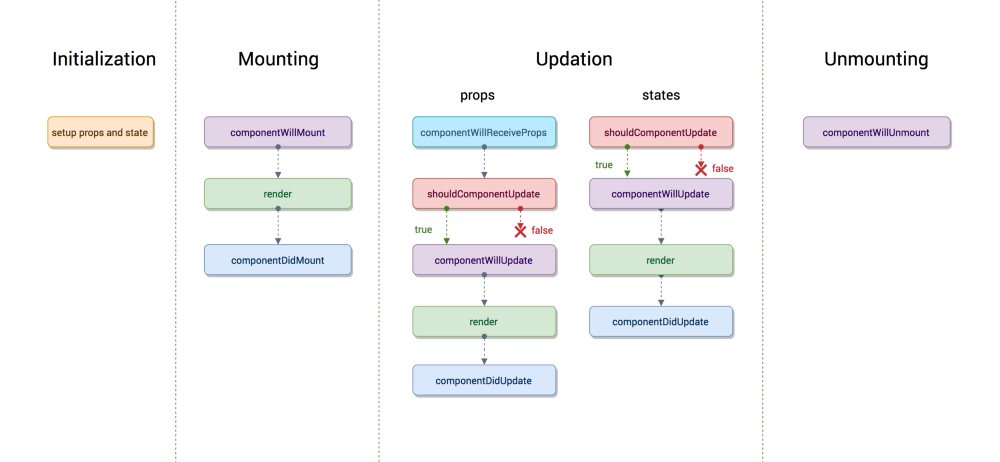 Initialization
Mounting
Updation
Unmounting
props
states
setup props and state
componentWillMount
render
componentDidMount
componentWillReceiveProps
shouldComponentUpdate
true
false
componentWillUpdate
render
componentDidUpdate
shouldComponentUpdate
true
false
componentWillUpdate
render
componentDidUpdate
componentWillUnmount